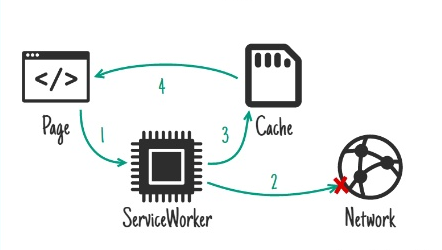 </>
4
Page
1
3
Cache
2
ServiceWorker
Network